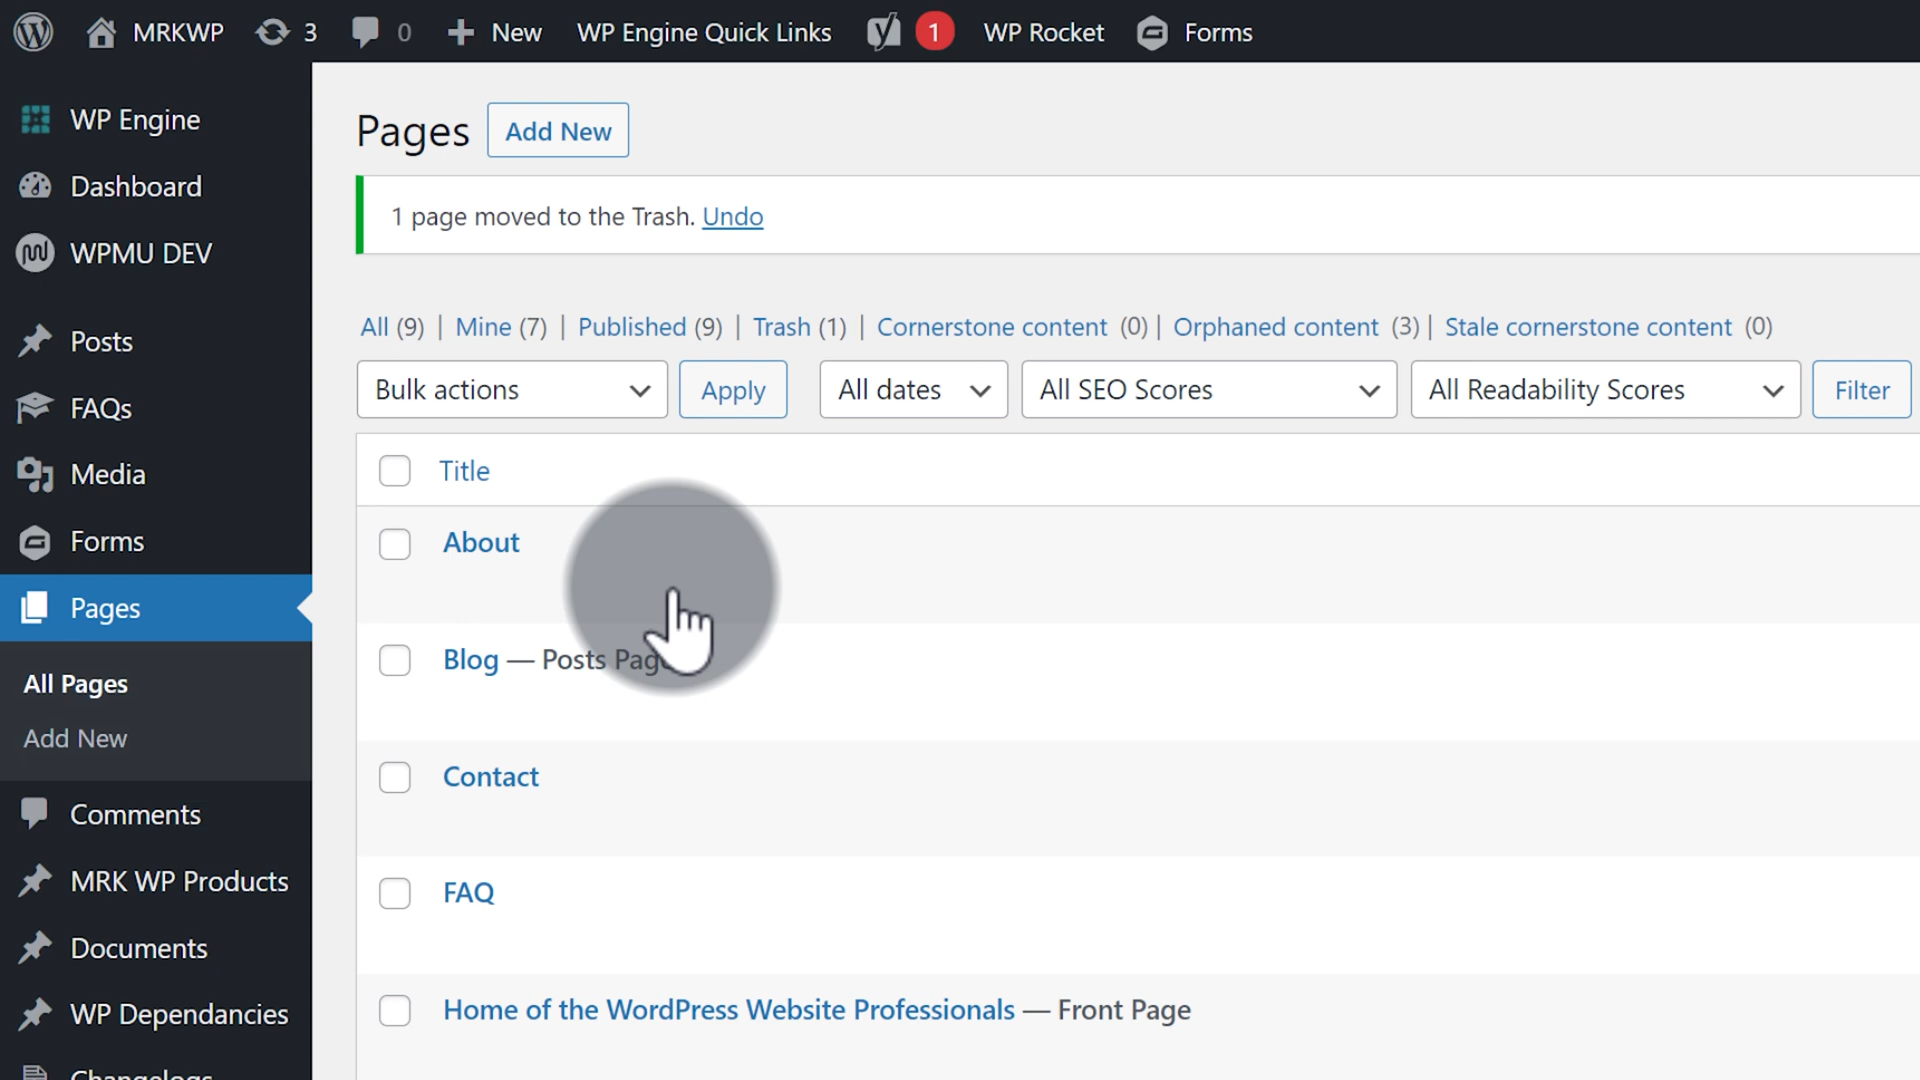 MRKWP 3 0 New WP Engine Quick Links 1 WP Rocket Forms
WP Engine
Dashboard
WPMU DEV
Posts
FAQs
Media
Forms
Pages
All Pages
Add New
Comments
MRK WP Products
Documents
WP Dependancies
Changelogs
Pages Add New
1 page moved to the Trash. Undo
All (9) | Mine (7) | Published (9) | Trash (1) | Cornerstone content (0) | Orphaned content (3) | Stale cornerstone content (0)
Bulk actions Apply All dates All SEO Scores All Readability Scores Filter
Title
About
Blog — Posts Page
Contact
FAQ
Home of the WordPress Website Professionals — Front Page